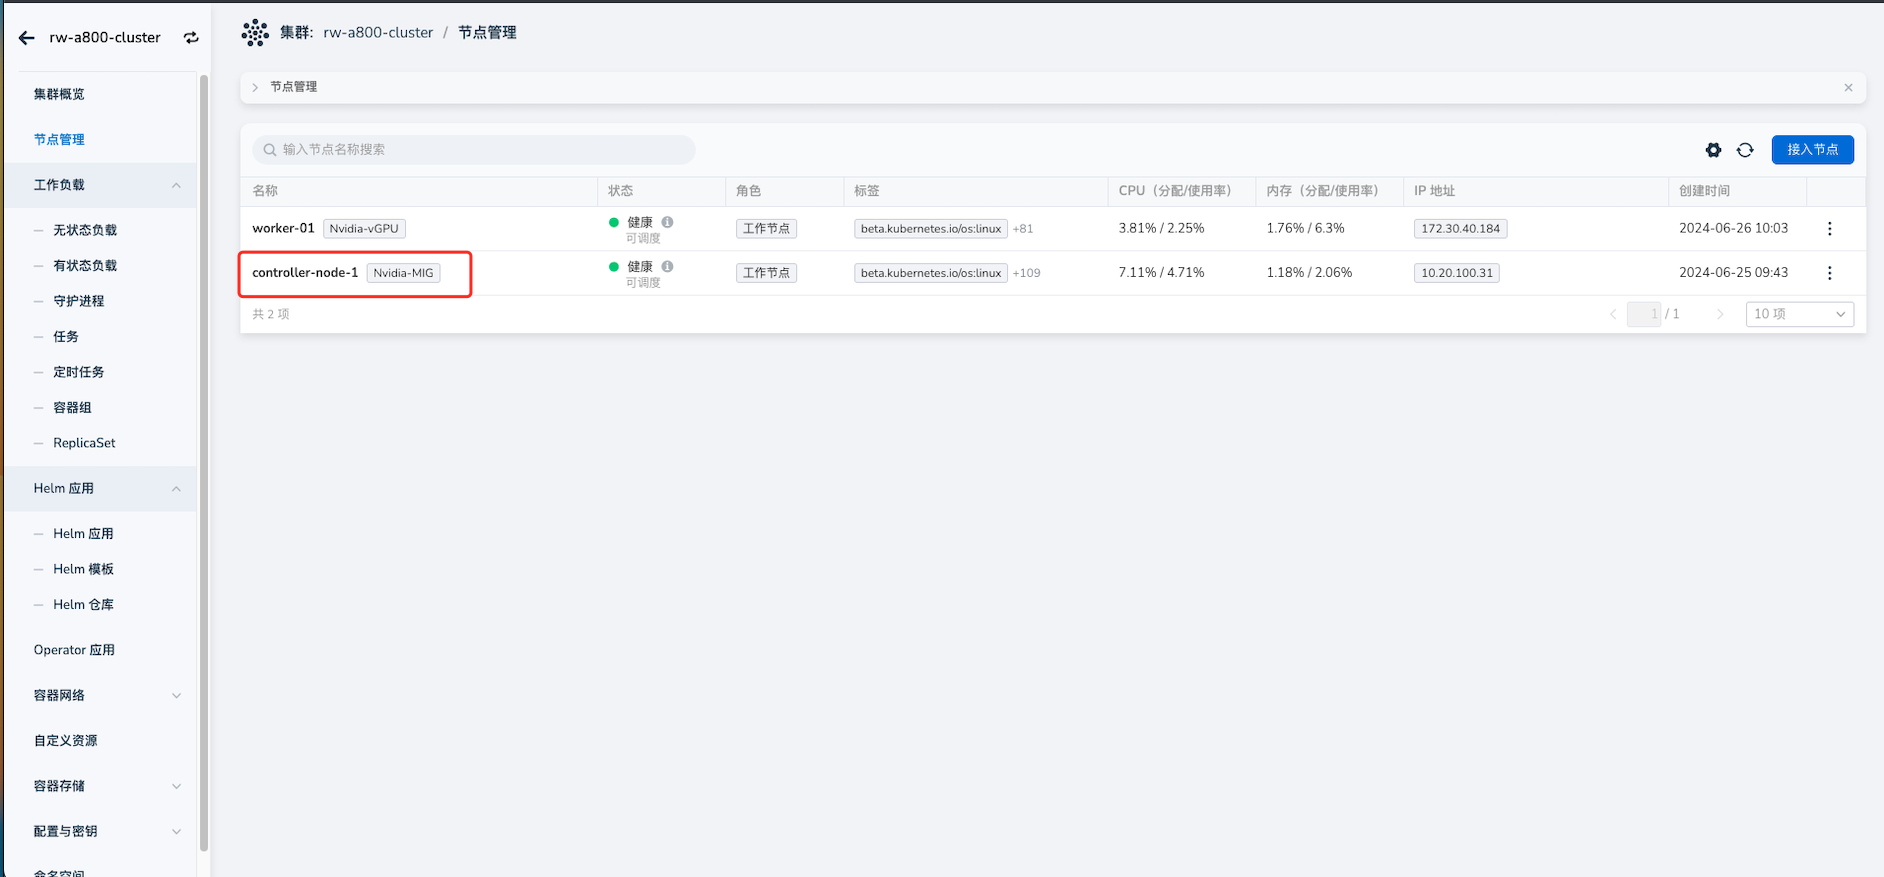 rw-a800-cluster
集群概览
节点管理
工作负载
无状态负载
有状态负载
守护进程
任务
定时任务
容器组
ReplicaSet
Helm 应用
Helm 应用
Helm 模板
Helm 仓库
Operator 应用
容器网络
自定义资源
容器存储
配置与密钥
命名空间
集群: rw-a800-cluster / 节点管理
节点管理
输入节点名称搜索
接入节点
名称 状态 角色 标签 CPU（分配/使用率） 内存（分配/使用率） IP 地址 创建时间
worker-01 Nvidia-vGPU 健康 工作节点 beta.kubernetes.io/os:linux +81 3.81% / 2.25% 1.76% / 6.3% 172.30.40.184 2024-06-26 10:03
可调度
controller-node-1 Nvidia-MIG 健康 工作节点 beta.kubernetes.io/os:linux +109 7.11% / 4.71% 1.18% / 2.06% 10.20.100.31 2024-06-25 09:43
可调度
共 2 项 1 / 1 10 项